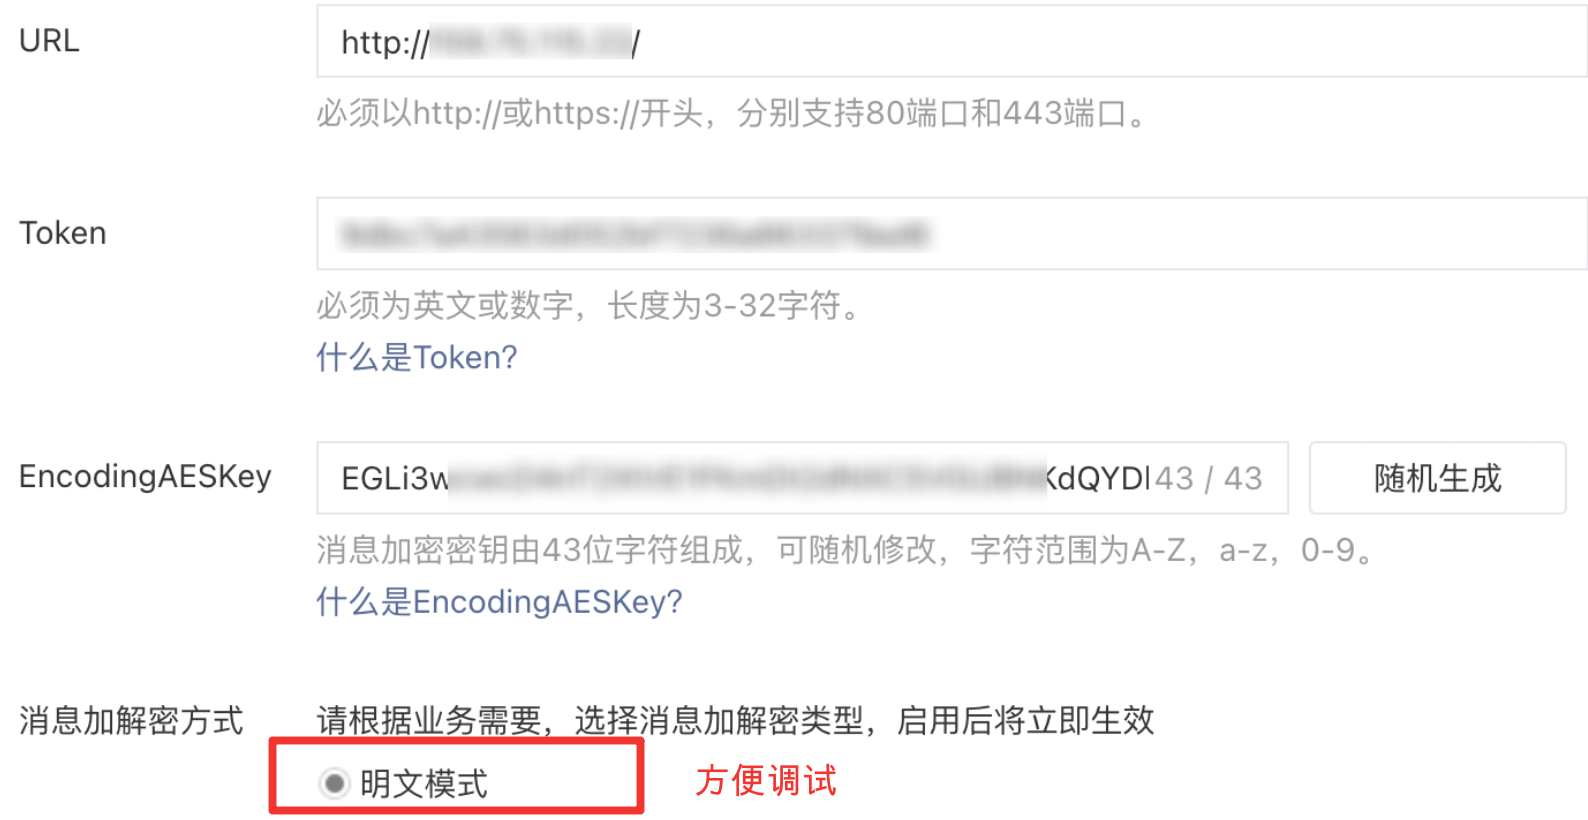 URL
http:// /
必须以http://或https://开头，分别支持80端口和443端口。
Token
必须为英文或数字，长度为3-32字符。
什么是Token?
EncodingAESKey
EGLi3w KdQYDl 43 / 43
随机生成
消息加密密钥由43位字符组成，可随机修改，字符范围为A-Z，a-z，0-9。
什么是EncodingAESKey?
消息加解密方式
请根据业务需要，选择消息加解密类型，启用后将立即生效
明文模式
方便调试